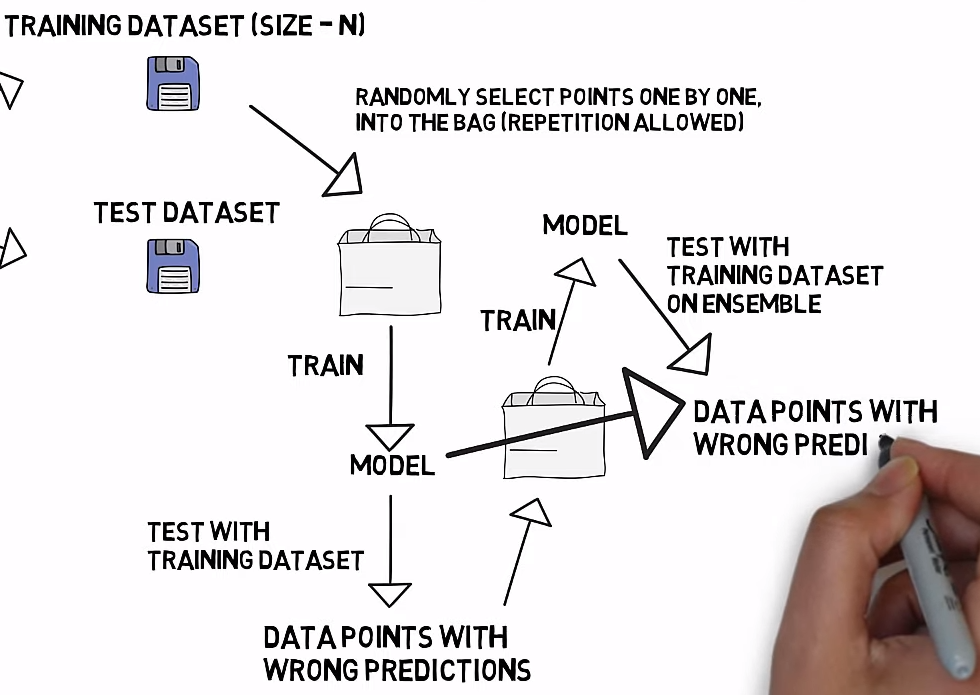 TRAINING DATASET (SIZE - N)
RANDOMLY SELECT POINTS ONE BY ONE,
INTO THE BAG (REPETITION ALLOWED)
TEST DATASET
MODEL
TEST WITH
TRAINING DATASET
ON ENSEMBLE
TRAIN
TRAIN
DATA POINTS WITH
WRONG PREDI
MODEL
TEST WITH
TRAINING DATASET
DATA POINTS WITH
WRONG PREDICTIONS